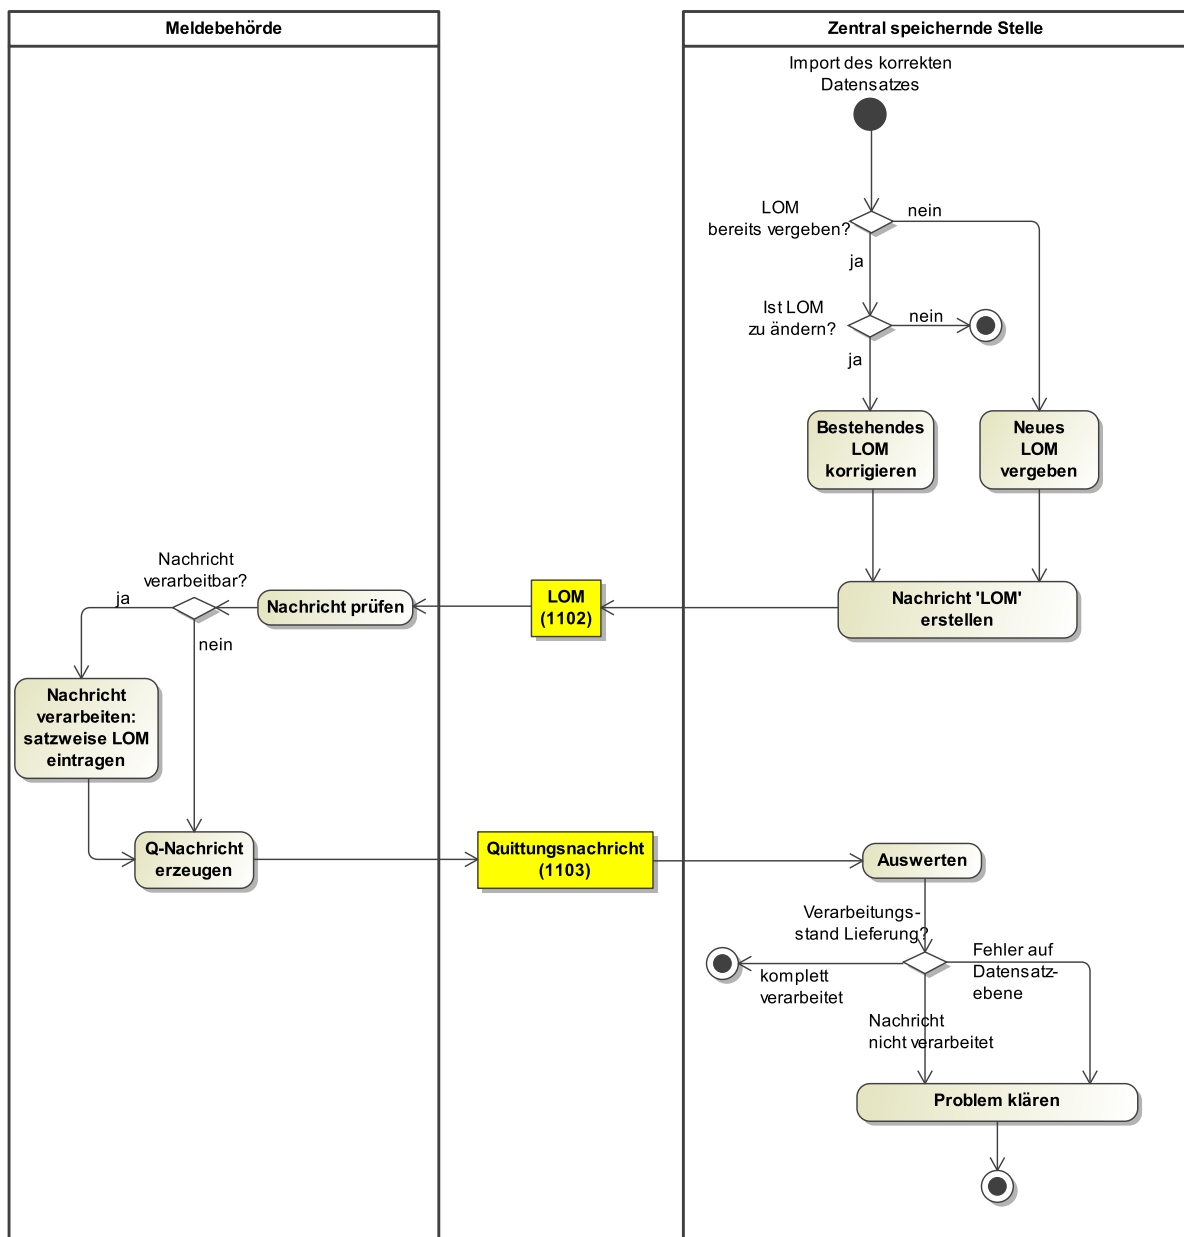 Meldebehörde
Zentral speichernde Stelle
Import des korrekten
Datensatzes
LOM
bereits vergeben?
nein
ja
Ist LOM
zu ändern?
nein
ja
Bestehendes
LOM
korrigieren
Neues
LOM
vergeben
Nachricht 'LOM'
erstellen
LOM
(1102)
Nachricht prüfen
Nachricht
verarbeitbar?
ja
nein
Nachricht
verarbeiten:
satzweise LOM
eintragen
Q-Nachricht
erzeugen
Quittungsnachricht
(1103)
Auswerten
Verarbeitungs-
stand Lieferung?
komplett
verarbeitet
Fehler auf
Datensatz-
ebene
Nachricht
nicht verarbeitet
Problem klären